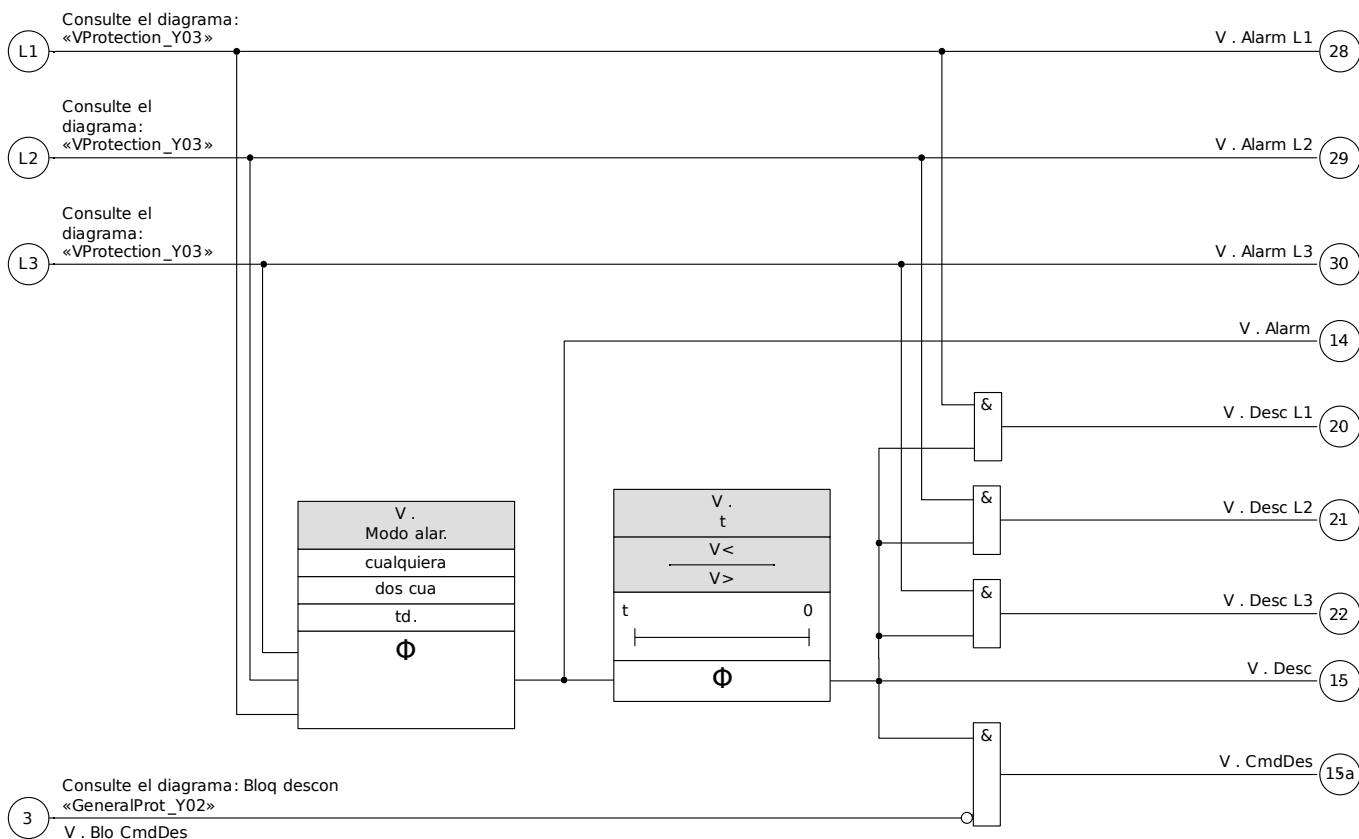 Consulte el diagrama:
«VProtection_Y03»
L1
V . Alarm L1
28
Consulte el
diagrama:
«VProtection_Y03»
L2
V . Alarm L2
29
Consulte el
diagrama:
«VProtection_Y03»
L3
V . Alarm L3
30
V . Alarm
14
&
V . Desc L1
20
&
V . Desc L2
21
&
V . Desc L3
22
V .
Modo alar.
cualquiera
dos cua
td.
Φ
V .
t
V<
V>
t 0
Φ
V . Desc
15
&
V . CmdDes
15a
Consulte el diagrama: Bloq descon
«GeneralProt_Y02»
3
V . Blo CmdDes